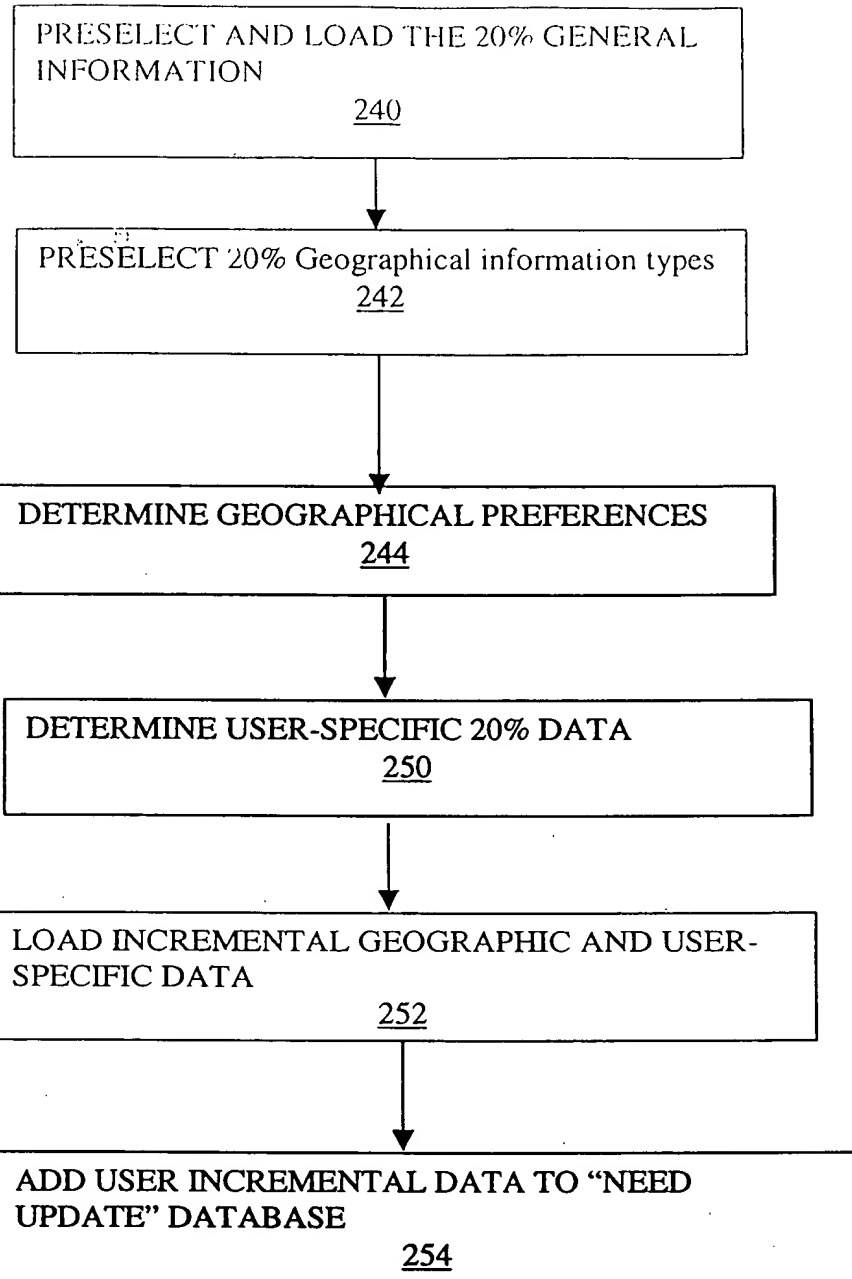 PRESELECT AND LOAD THE 20% GENERAL
INFORMATION
240
PRESELECT 20% Geographical information types
242
DETERMINE GEOGRAPHICAL PREFERENCES
244
DETERMINE USER-SPECIFIC 20% DATA
250
LOAD INCREMENTAL GEOGRAPHIC AND USER-
SPECIFIC DATA
252
ADD USER INCREMENTAL DATA TO “NEED
UPDATE” DATABASE
254